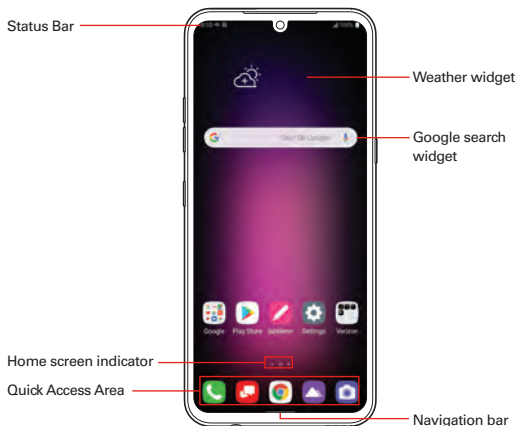 Status Bar
100%
Weather widget
Google search
widget
Google
Play Store
Settings
Verizon
Home screen indicator
Quick Access Area
Navigation bar